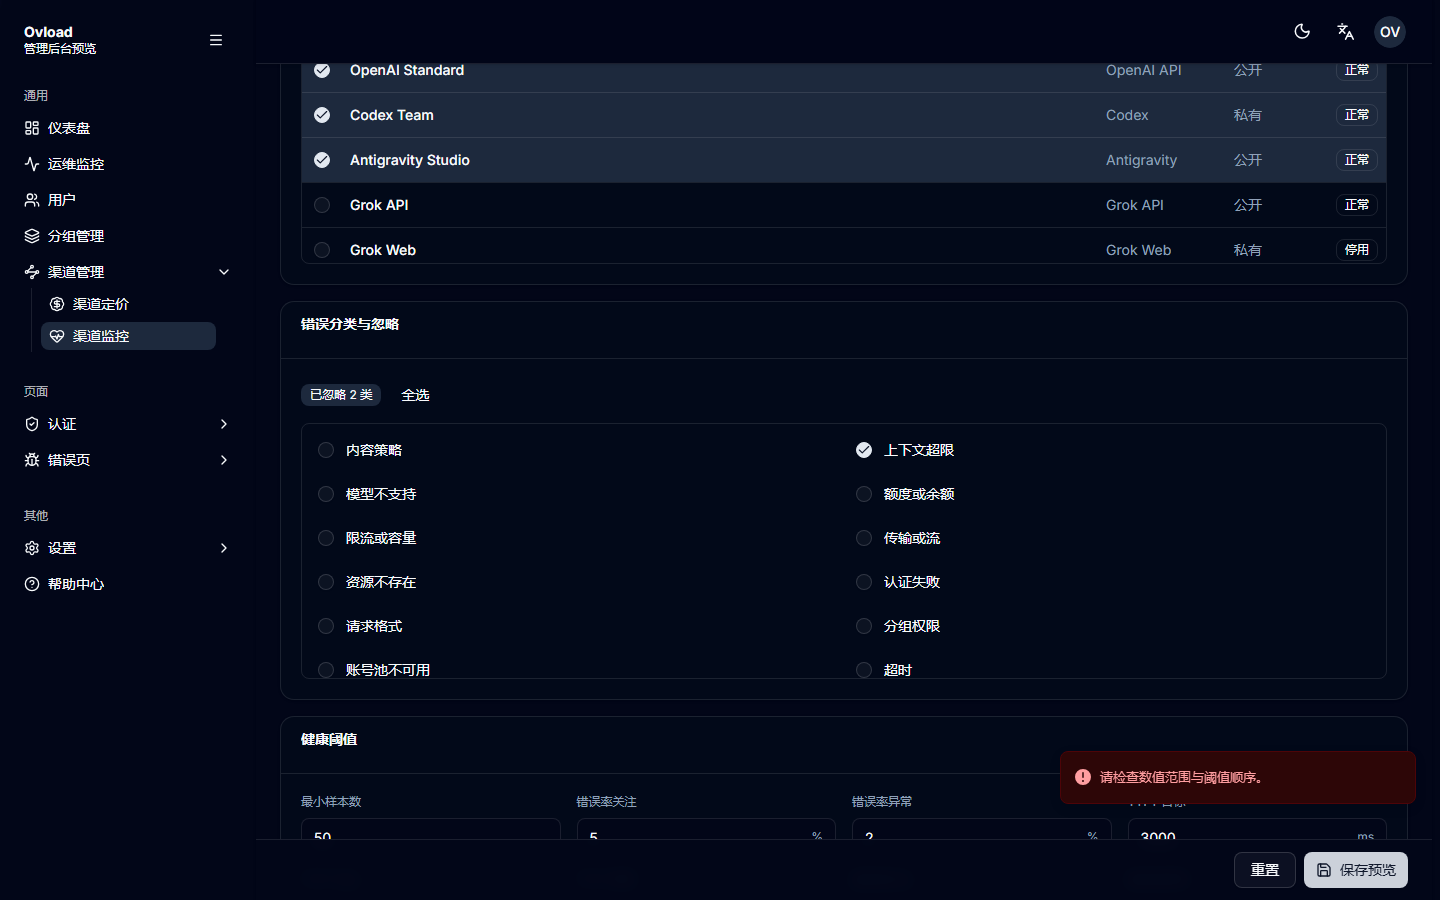 Ovload
管理后台预览
OV
通用
仪表盘
运维监控
用户
分组管理
渠道管理
渠道定价
渠道监控
页面
认证
错误页
其他
设置
帮助中心
OpenAI Standard OpenAI API 公开 正常
Codex Team Codex 私有 正常
Antigravity Studio Antigravity 公开 正常
Grok API Grok API 公开 正常
Grok Web Grok Web 私有 停用
错误分类与忽略
已忽略 2 类 全选
内容策略 上下文超限
模型不支持 额度或余额
限流或容量 传输或流
资源不存在 认证失败
请求格式 分组权限
账号池不可用 超时
健康阈值
请检查数值范围与阈值顺序。
最小样本数 错误率关注 错误率异常
50 5 % 2 % 3000 ms
重置 保存预览